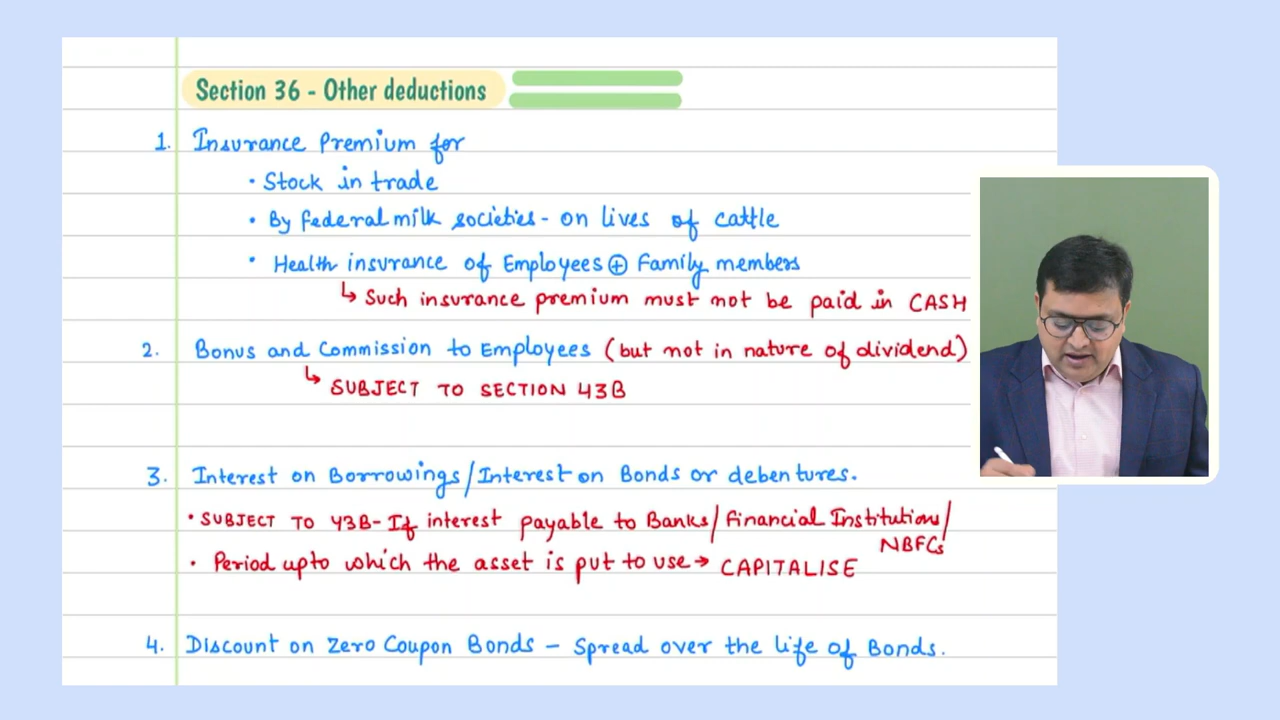 Section 36 - Other deductions
1. Insurance Premium for
• Stock in trade
• By federal milk societies - on lives of cattle
• Health insurance of Employees ⊕ Family members
↳ Such insurance premium must not be paid in CASH
2. Bonus and Commission to Employees (but not in nature of dividend)
↳ SUBJECT TO SECTION 43B
3. Interest on Borrowings/Interest on Bonds or debentures.
• SUBJECT TO 43B - If interest payable to Banks/Financial Institutions/
NBFCs
• Period upto which the asset is put to use → CAPITALISE
4. Discount on Zero Coupon Bonds - Spread over the life of Bonds.